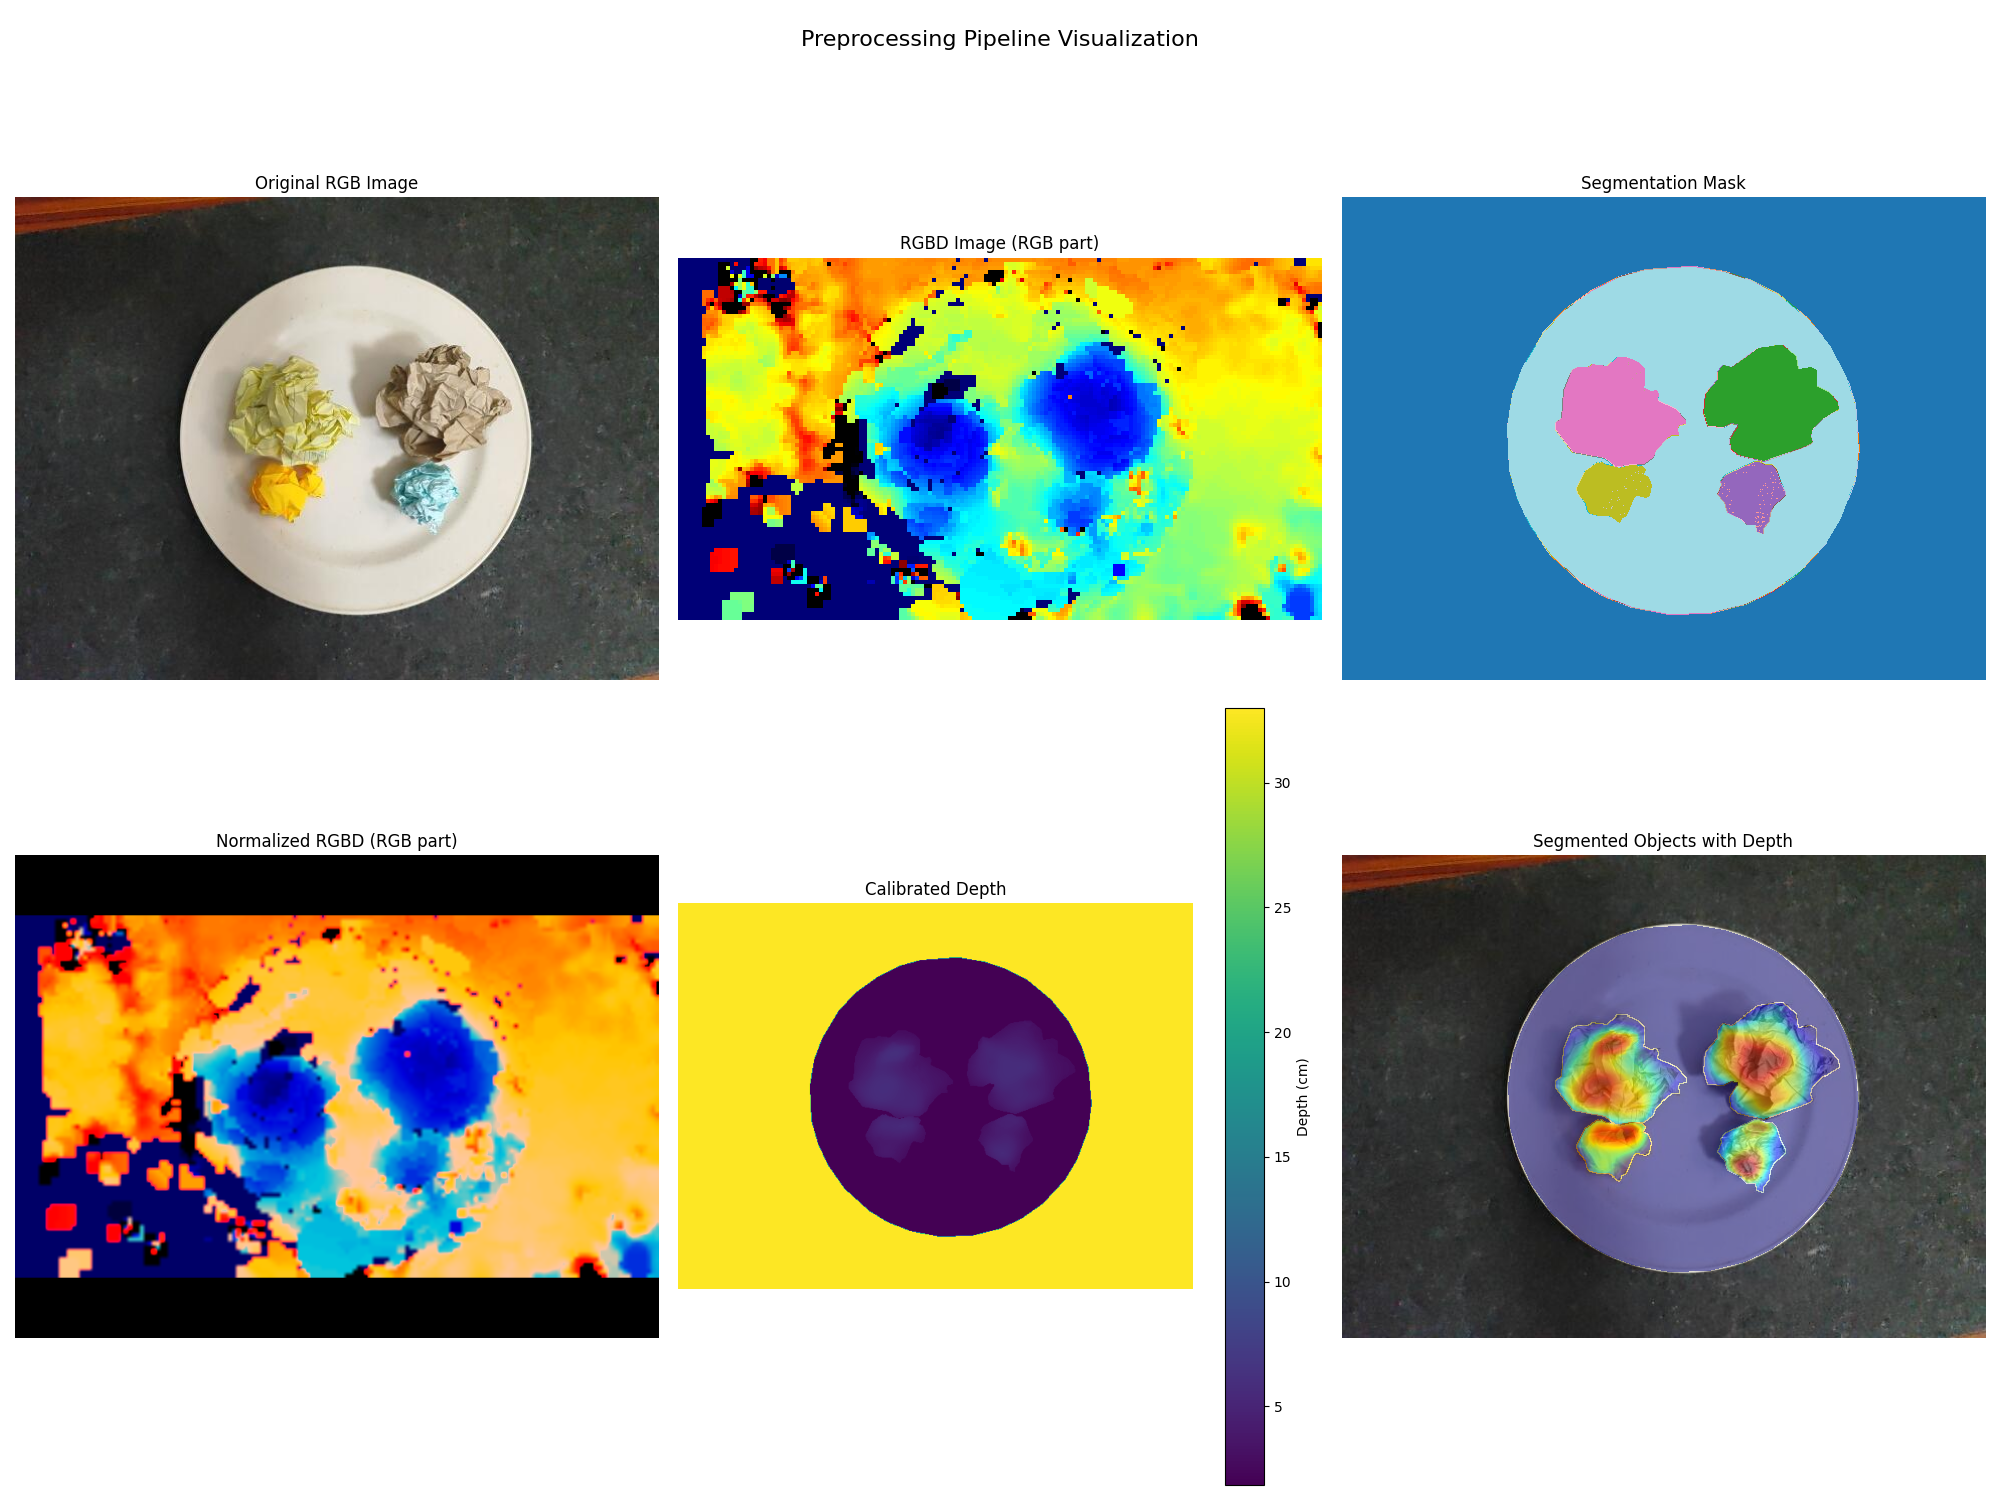 Preprocessing Pipeline Visualization
Original RGB Image
RGBD Image (RGB part)
Segmentation Mask
Normalized RGBD (RGB part)
Calibrated Depth
30
25
20
15
10
5
Depth (cm)
Segmented Objects with Depth